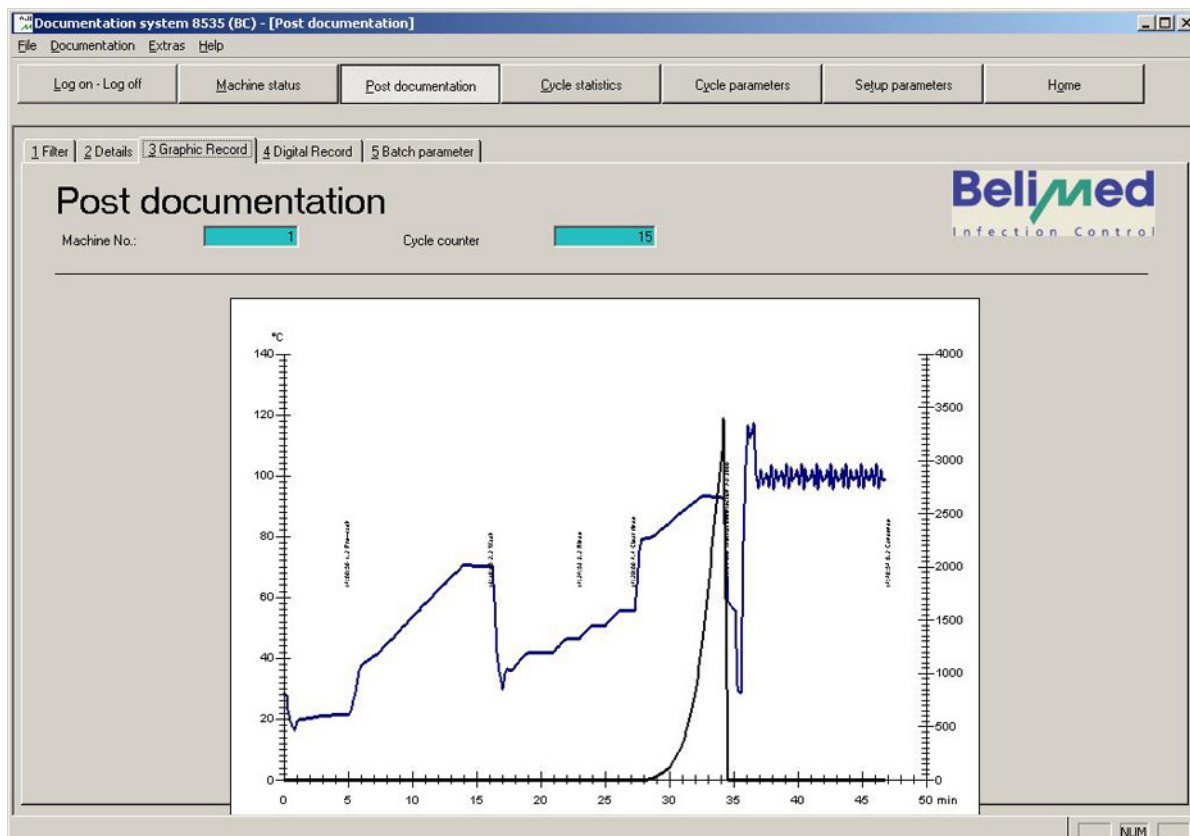 Documentation system 8535 (BC) - [Post documentation]
File Documentation Extras Help
Log on - Log off Machine status Post documentation Cycle statistics Cycle parameters Setup parameters Home
1 Filter 2 Details 3 Graphic Record 4 Digital Record 5 Batch parameter
Post documentation
Belimed
Infection Control
Machine No.: 1 Cycle counter 15
°C
140 4000
120 3500
100 3000
2500
80
2000
60
1500
40 1000
20 500
0 0
0 5 10 15 20 25 30 35 40 45 50 min
NUM